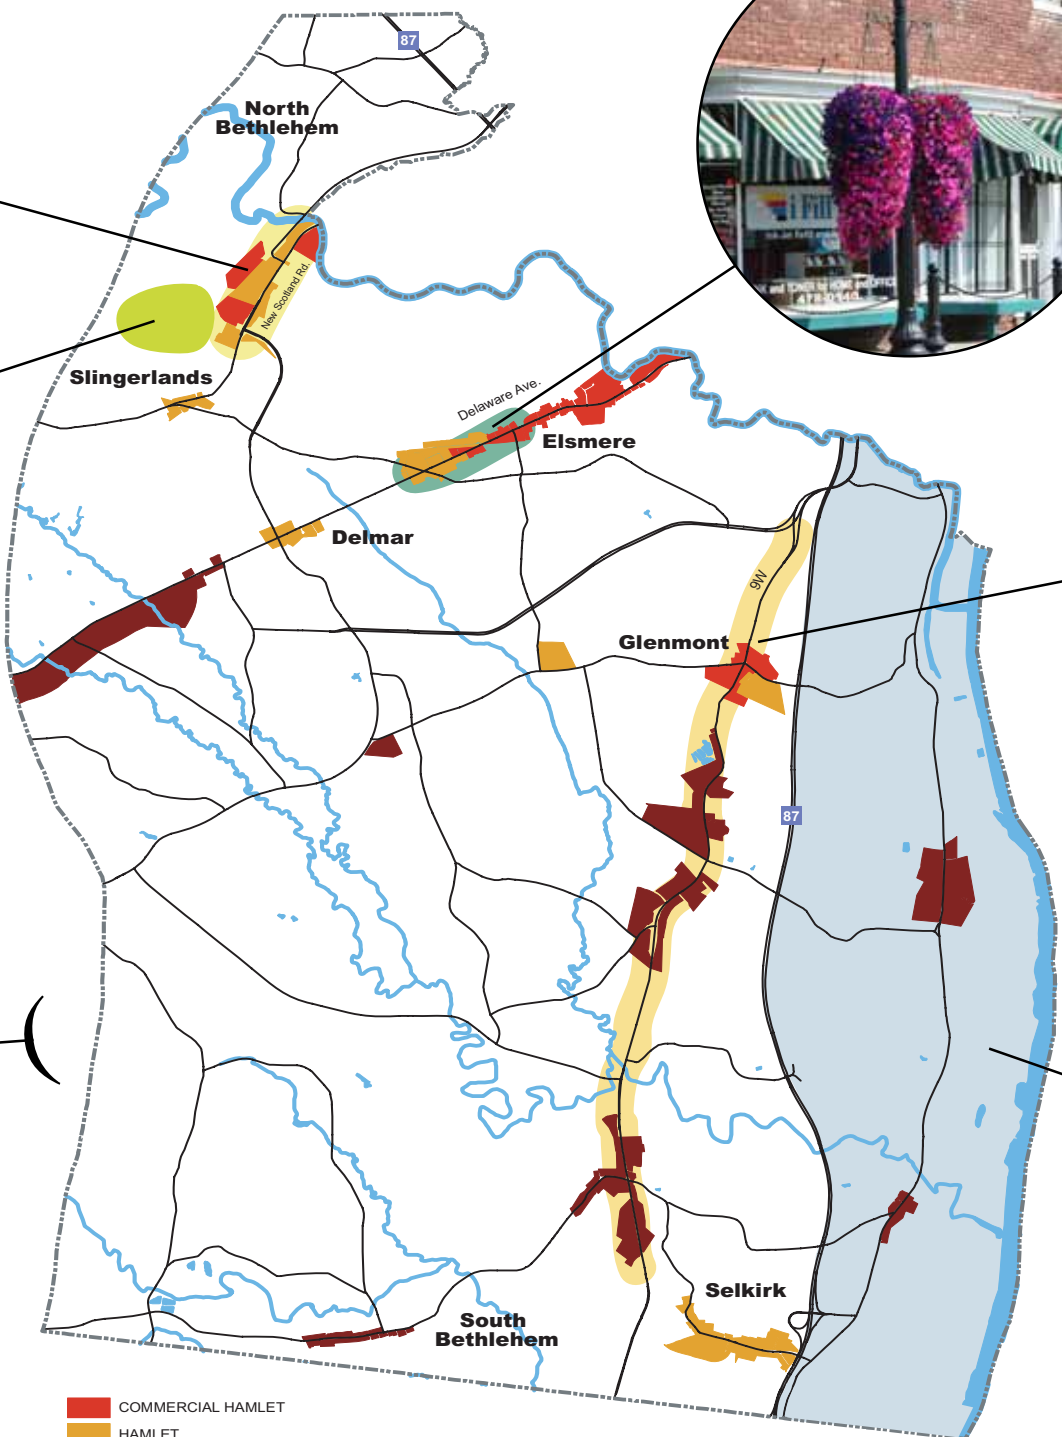 87
North
Bethlehem
New Scotland Rd.
Slingerlands
Delaware Ave.
Elsmere
Delmar
9W
Glenmont
87
Selkirk
South
Bethlehem
COMMERCIAL HAMLET
HAMLET